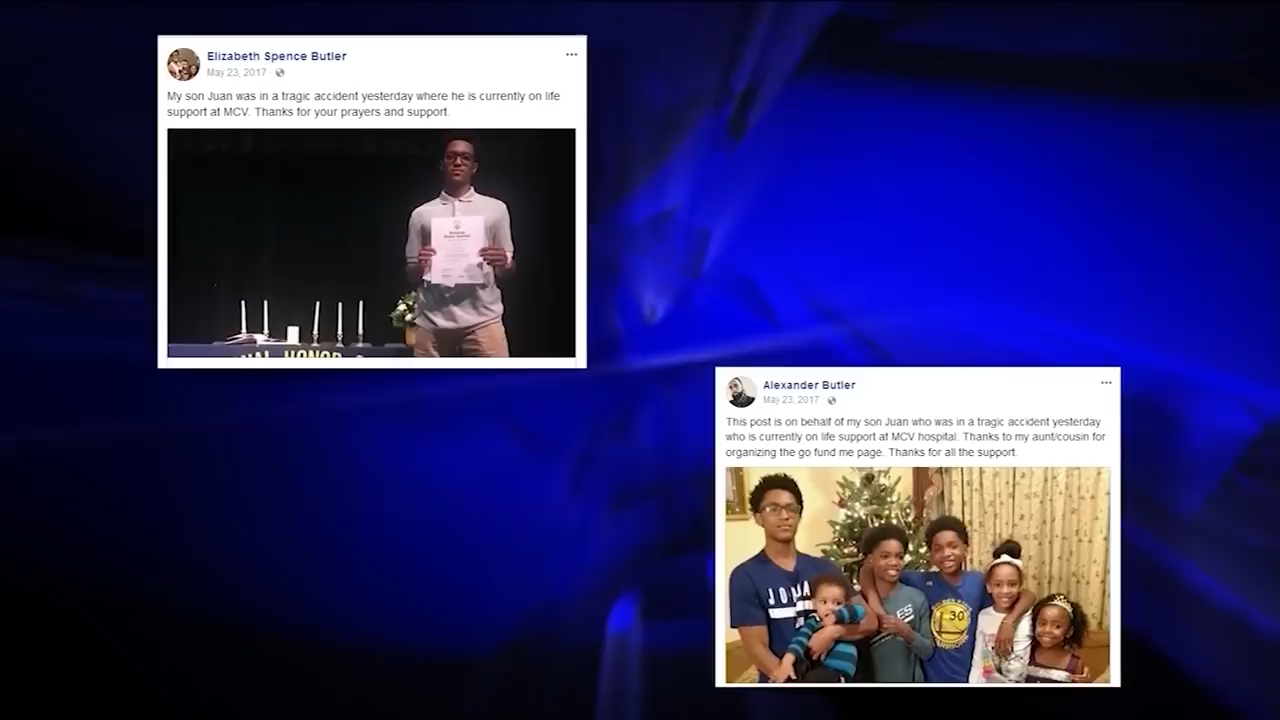 Elizabeth Spence Butler
May 23, 2017
My son Juan was in a tragic accident yesterday where he is currently on life
support at MCV. Thanks for your prayers and support.
NAL HONOR
Alexander Butler
May 23, 2017
This post is on behalf of my son Juan who was in a tragic accident yesterday
who is currently on life support at MCV hospital. Thanks to my aunt/cousin for
organizing the go fund me page. Thanks for all the support.
30
WARRIORS